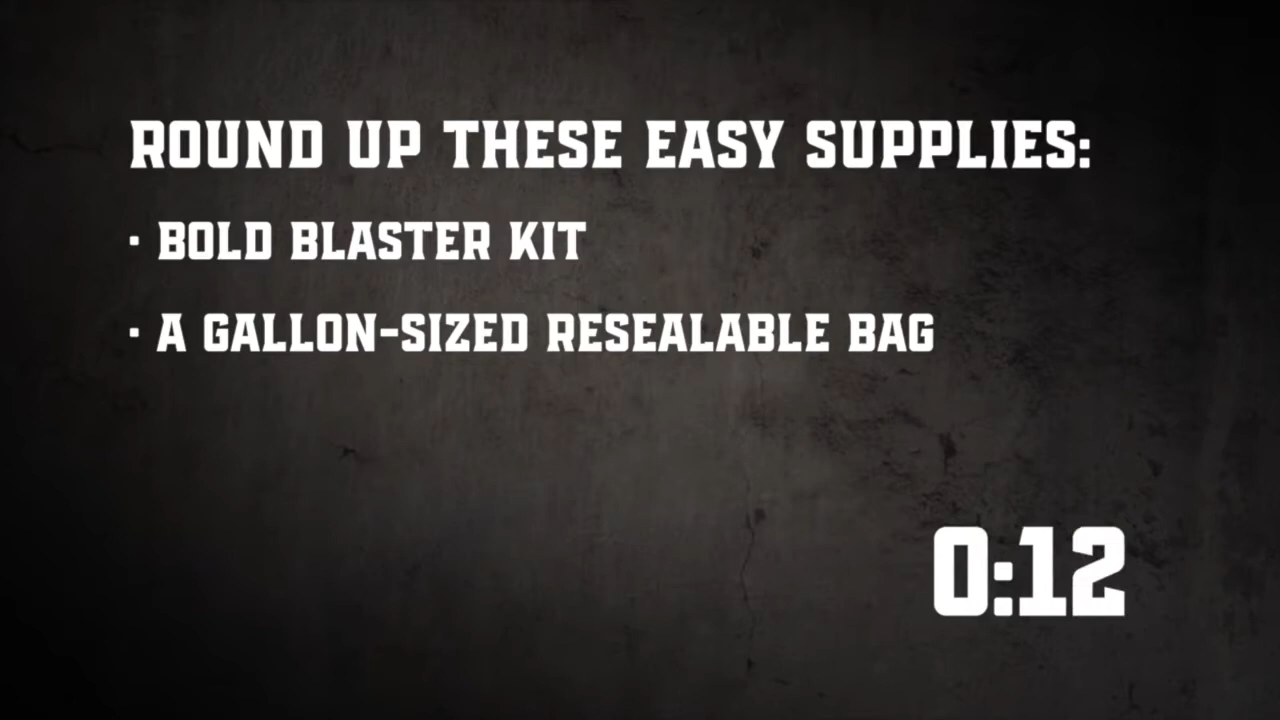 ROUND UP THESE EASY SUPPLIES:
· BOLD BLASTER KIT
· A GALLON-SIZED RESEALABLE BAG
0:12